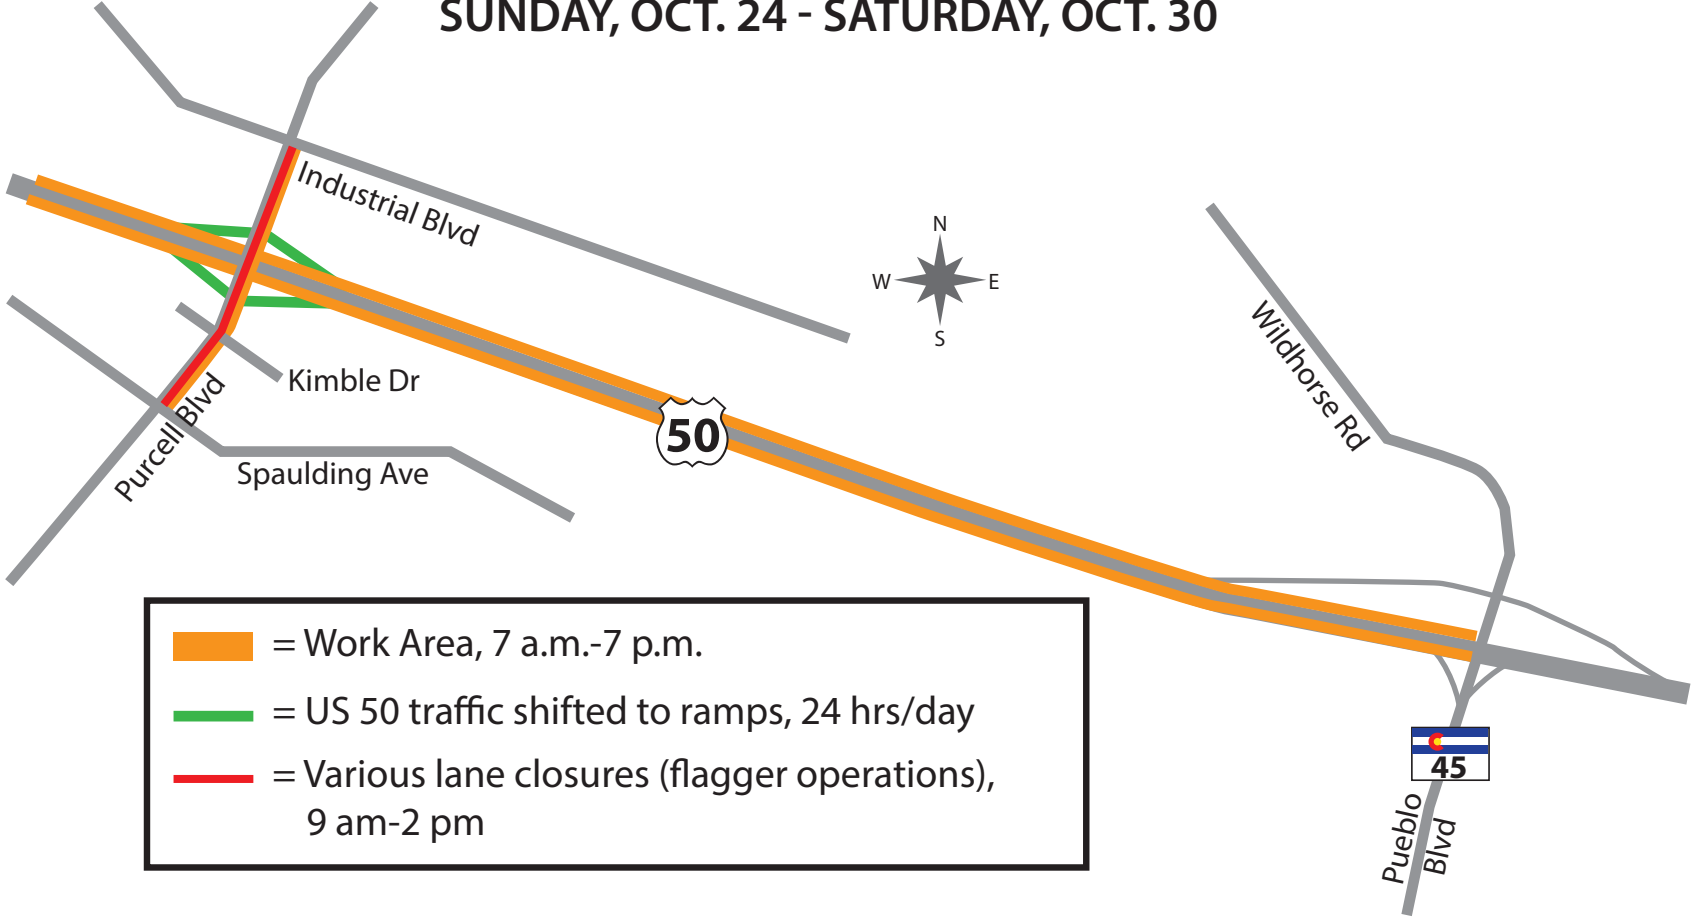 SUNDAY, OCT. 24 - SATURDAY, OCT. 30
Industrial Blvd
N
W
E
S
Wildhorse Rd
Kimble Dr
Purcell Blvd
50
Spaulding Ave
= Work Area, 7 a.m.-7 p.m.
= US 50 traffic shifted to ramps, 24 hrs/day
= Various lane closures (flagger operations),
9 am-2 pm
45
Pueblo
Blvd